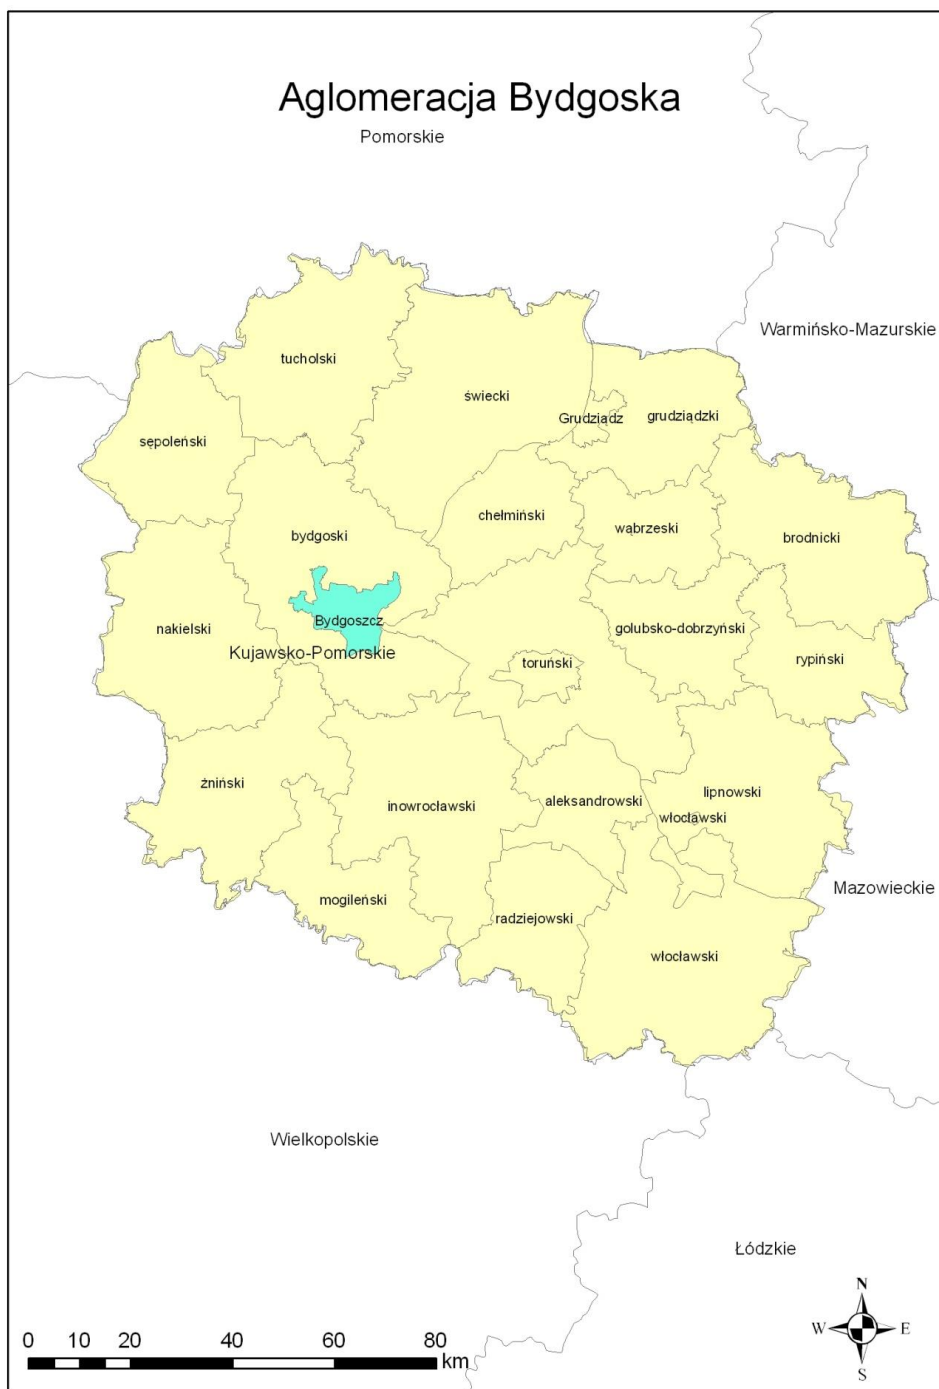 Aglomeracja Bydgoska
Pomorskie
Warmińsko-Mazurskie
tucholski
świecki
Grudziądz
grudziądzki
sępoleński
chełmiński
wąbrzeski
bydgoski
brodnicki
Bydgoszcz
nakielski
golubsko-dobrzyński
Kujawsko-Pomorskie
toruński
rypiński
żniński
inowrocławski
aleksandrowski
lipnowski
włocławski
Mazowieckie
mogileński
radziejowski
włocławski
Wielkopolskie
Łódzkie
N
W E
S
0 10 20 40 60 80
km